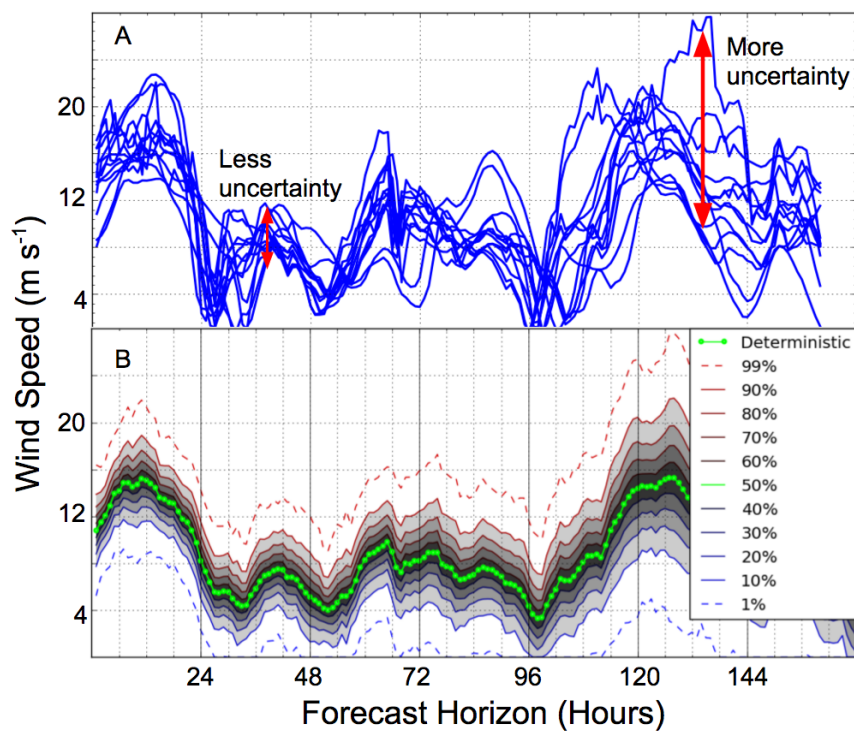 A
Less
uncertainty
More
uncertainty
20
12
4
Wind Speed (m s-1)
B
20
12
4
Deterministic
99%
90%
80%
70%
60%
50%
40%
30%
20%
10%
1%
24
48
72
96
120
144
Forecast Horizon (Hours)